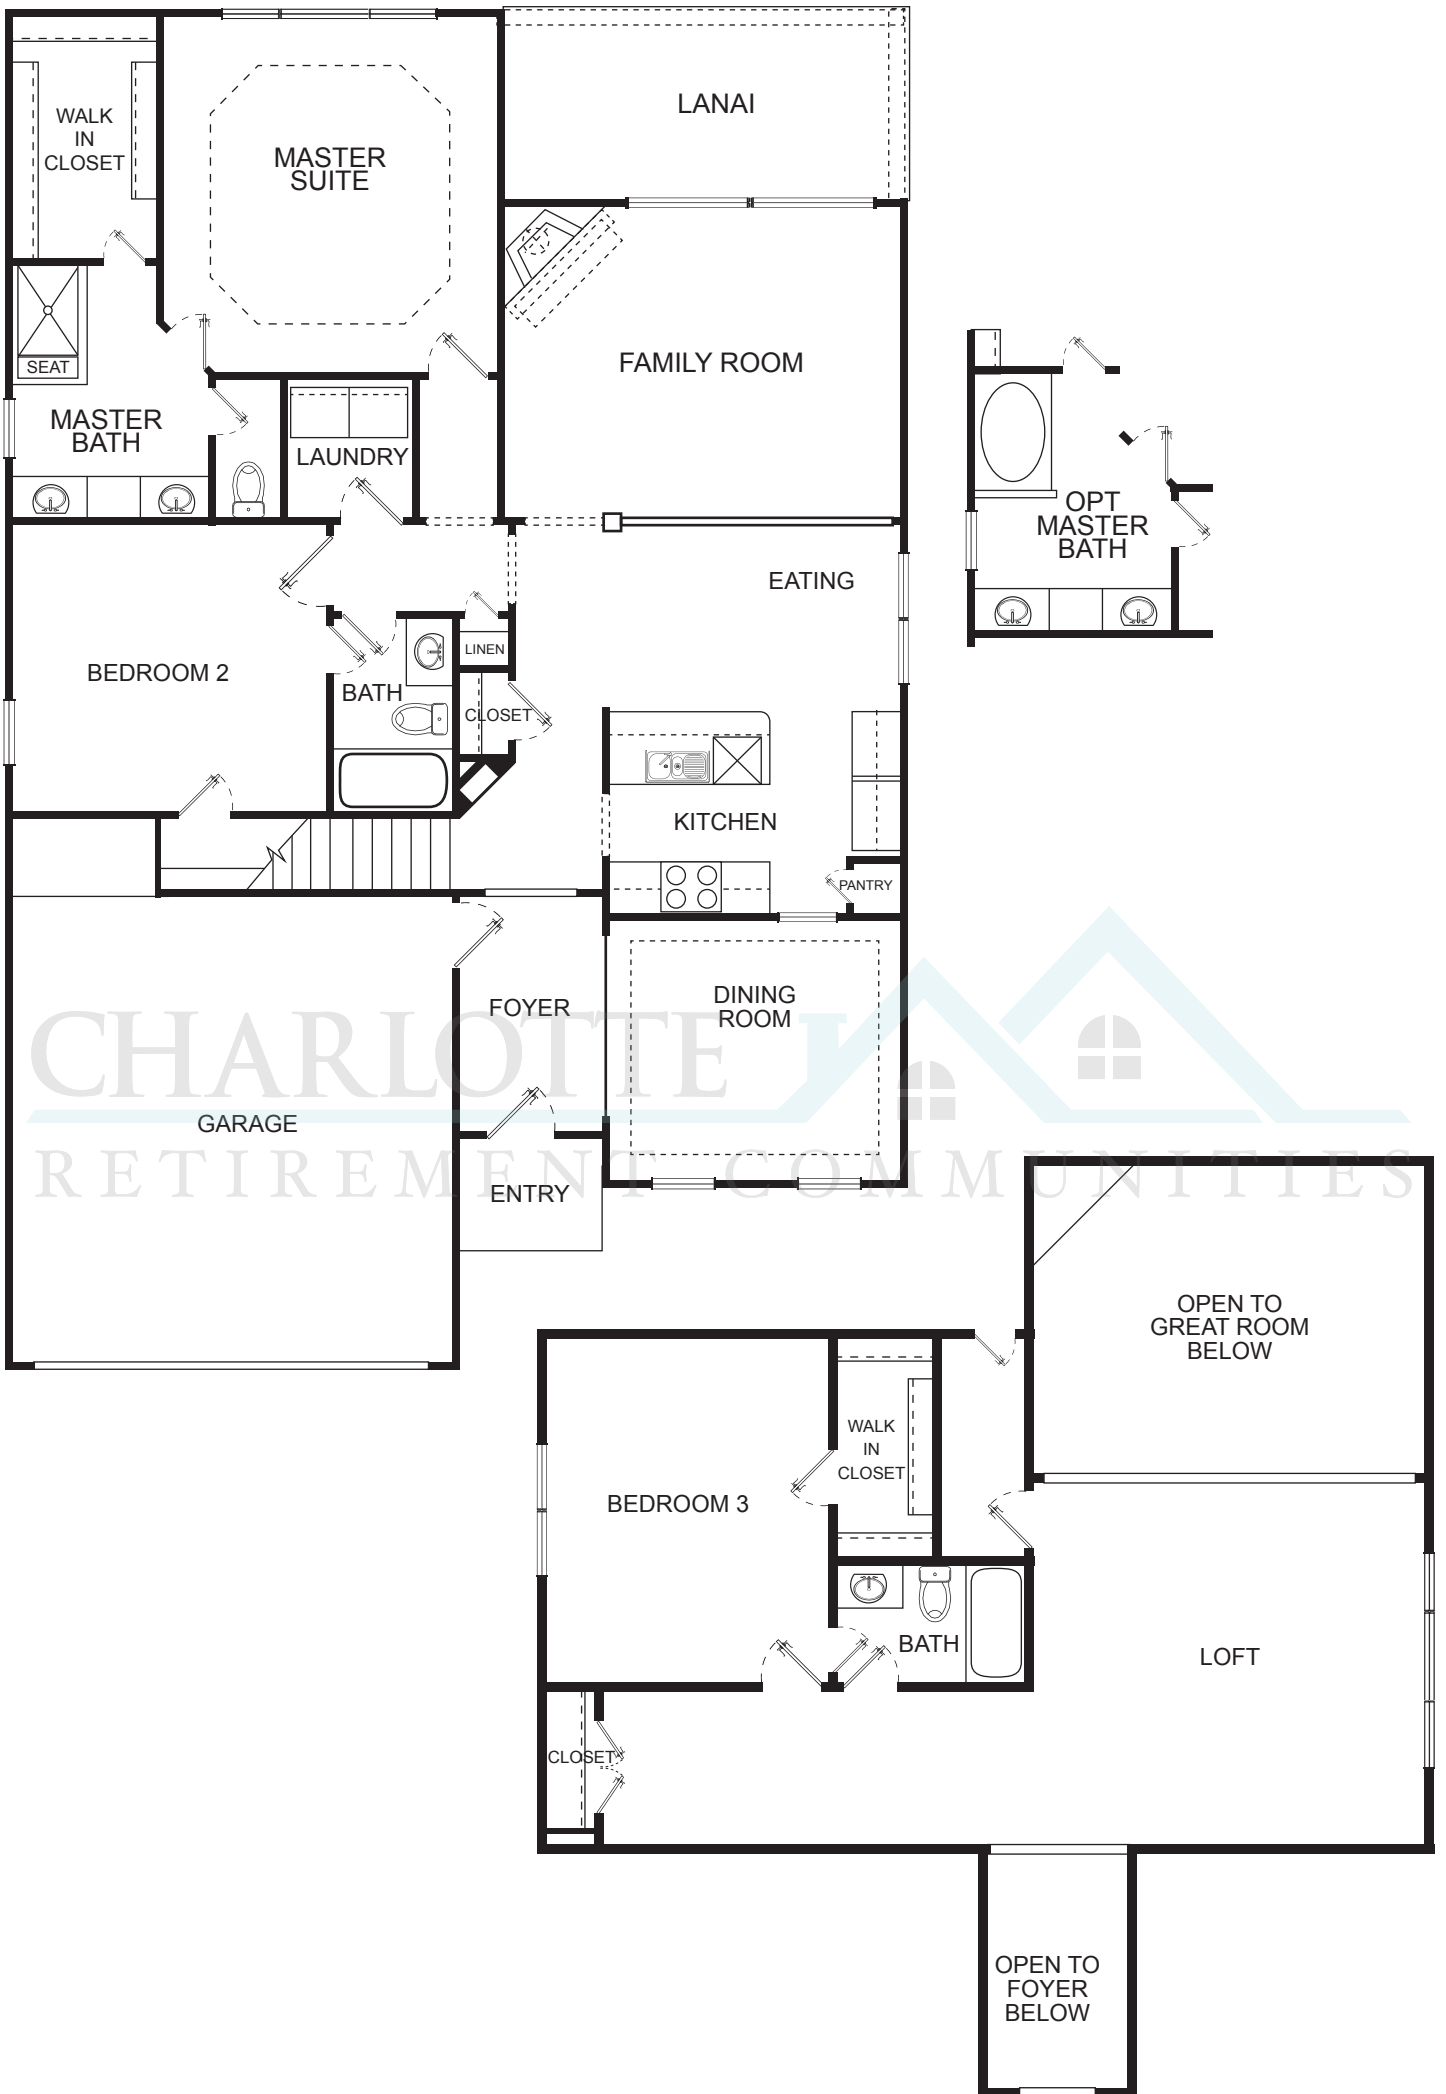 WALK
IN
CLOSET
MASTER
SUITE
LANAI
SEAT
FAMILY ROOM
MASTER
BATH
LAUNDRY
OPT
MASTER
BATH
EATING
BEDROOM 2
LINEN
BATH
CLOSET
KITCHEN
PANTRY
FOYER
DINING
ROOM
CHARLOTTE
GARAGE
RETIREMENT COMMUNITIES
ENTRY
OPEN TO
GREAT ROOM
BELOW
WALK
IN
CLOSET
BEDROOM 3
BATH
LOFT
CLOSET
OPEN TO
FOYER
BELOW